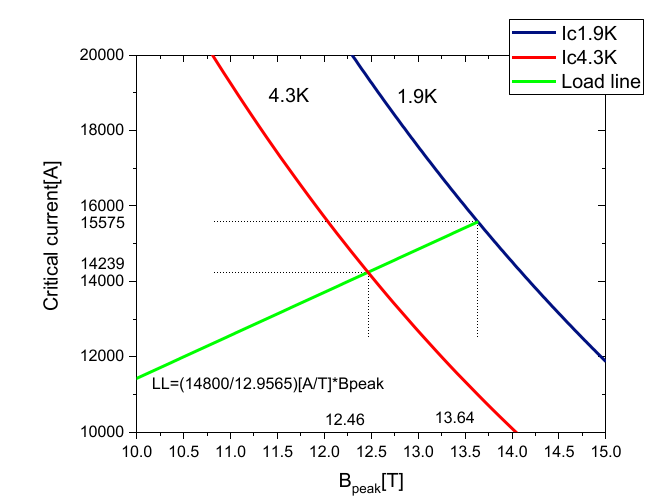 Ic1.9K
Ic4.3K
Load line
20000
18000
16000
15575
14239
14000
12000
10000
Critical current[A]
4.3K
1.9K
LL=(14800/12.9565)[A/T]*Bpeak
12.46
13.64
10.0 10.5 11.0 11.5 12.0 12.5 13.0 13.5 14.0 14.5 15.0
Bpeak[T]